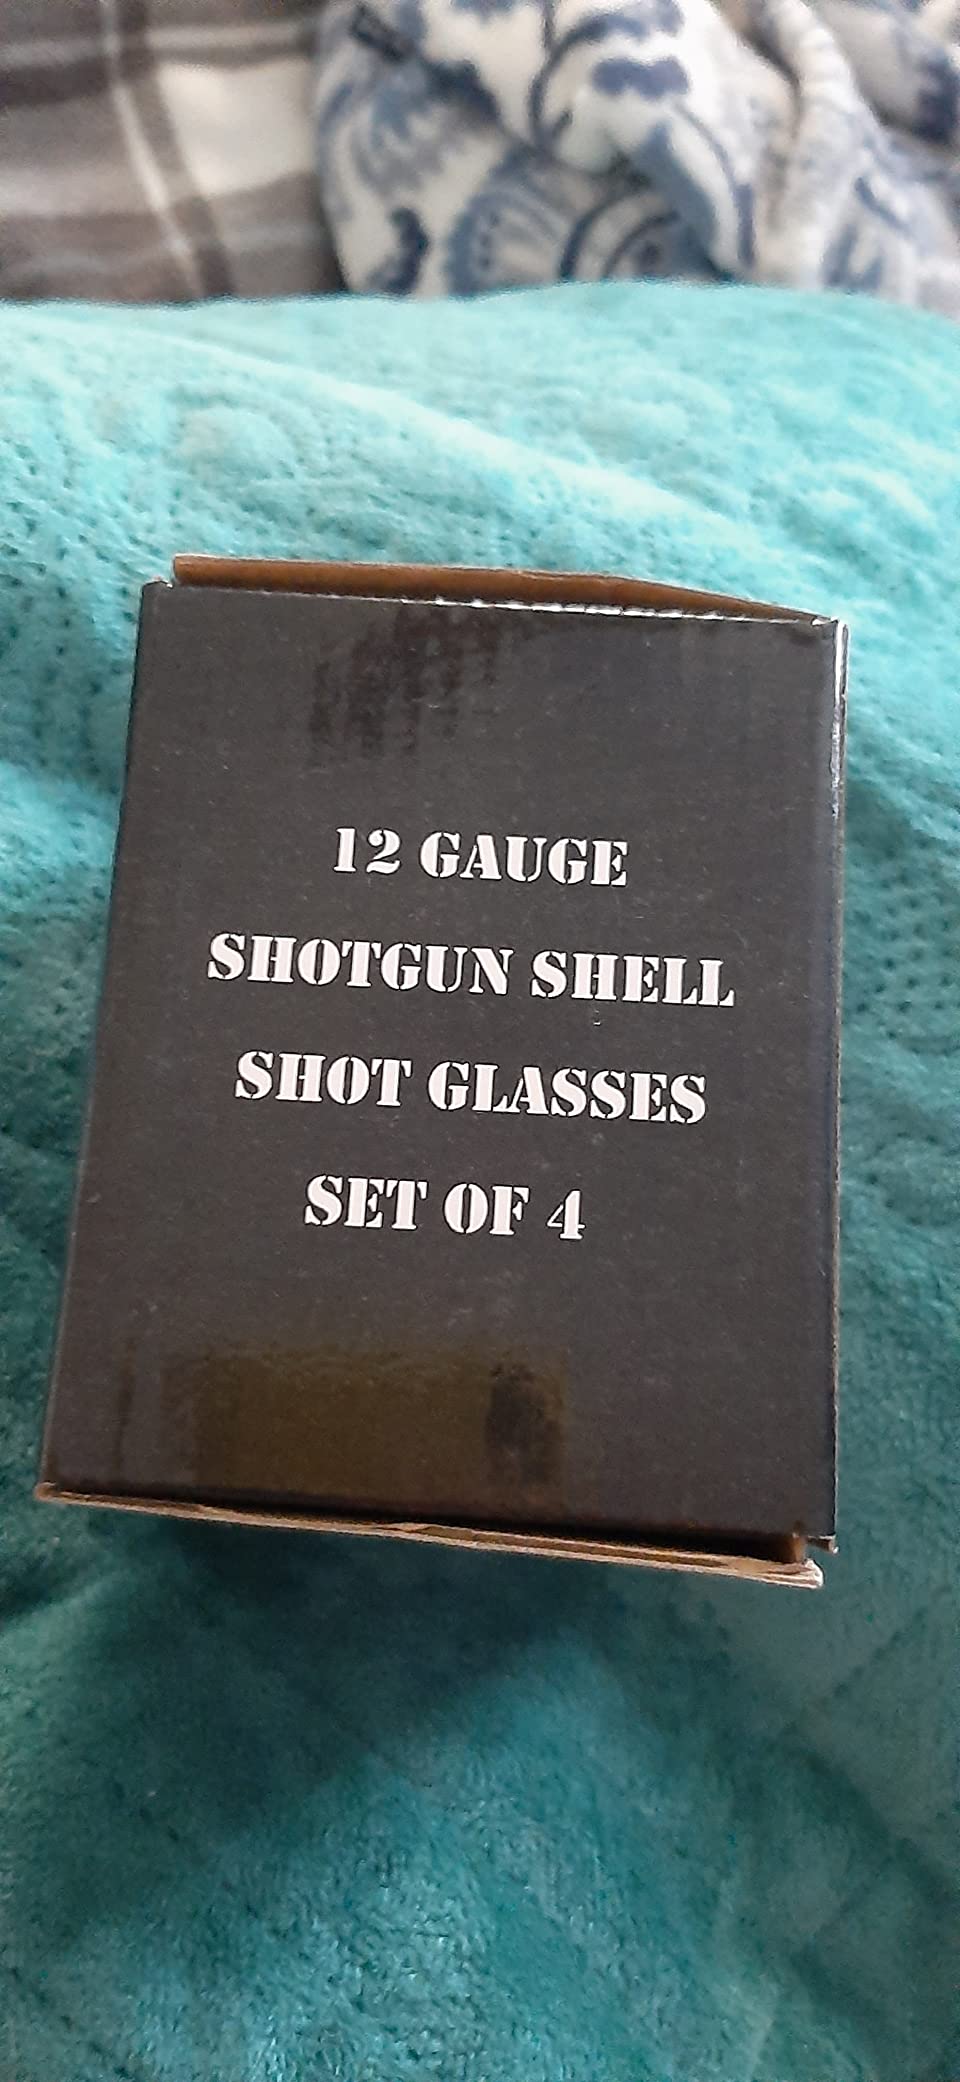 12 GAUGE
SHOTGUN SHELL
SHOT GLASSES
SET OF 4